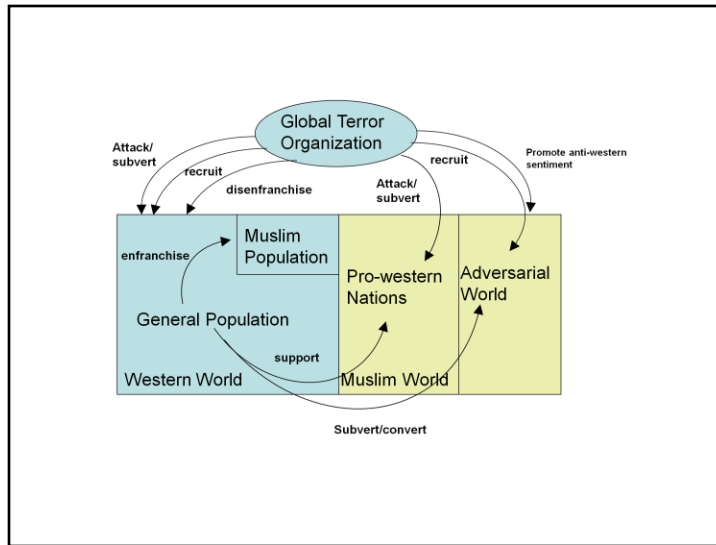 Global Terror
Organization
Attack/
subvert
recruit
disenfranchise
Attack/
subvert
recruit
Promote anti-western
sentiment
enfranchise
Muslim
Population
Pro-western
Nations
Adversarial
World
General Population
support
Western World
Muslim World
Subvert/convert